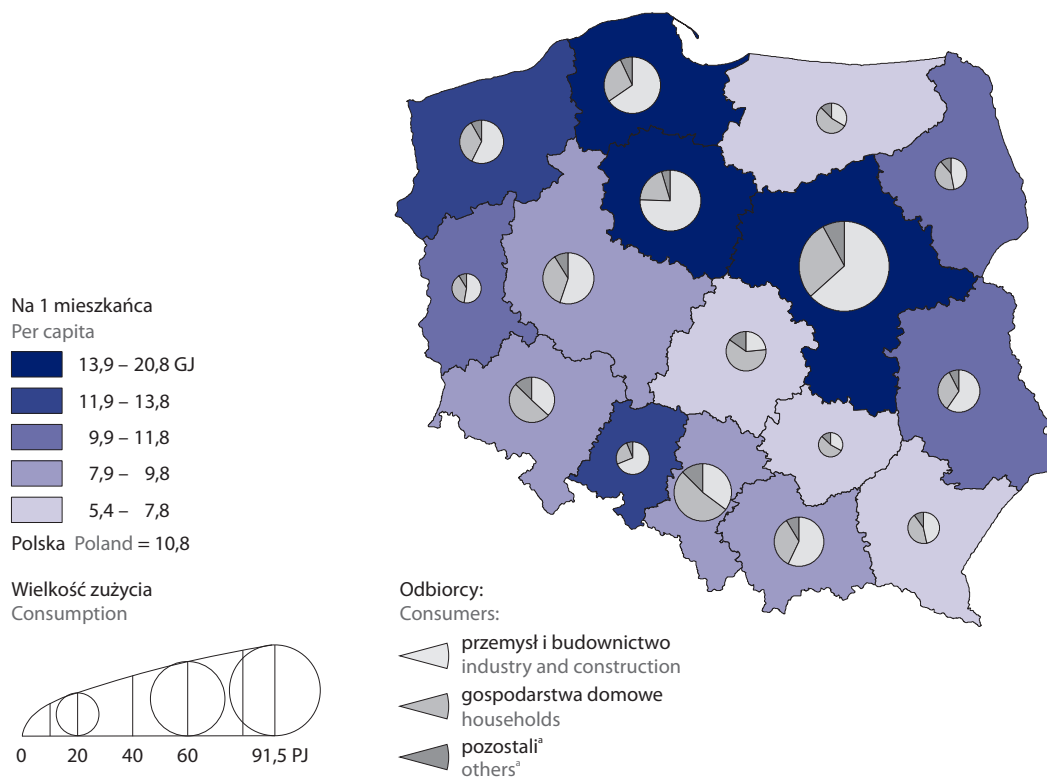 Na 1 mieszkańca
Per capita
13,9 – 20,8 GJ
11,9 – 13,8
9,9 – 11,8
7,9 – 9,8
5,4 – 7,8
Polska Poland = 10,8
Wielkość zużycia
Consumption
0 20 40 60 91,5 PJ
Odbiorcy:
Consumers:
przemysł i budownictwo
industry and construction
gospodarstwa domowe
households
pozostaliᵃ
othersᵃ